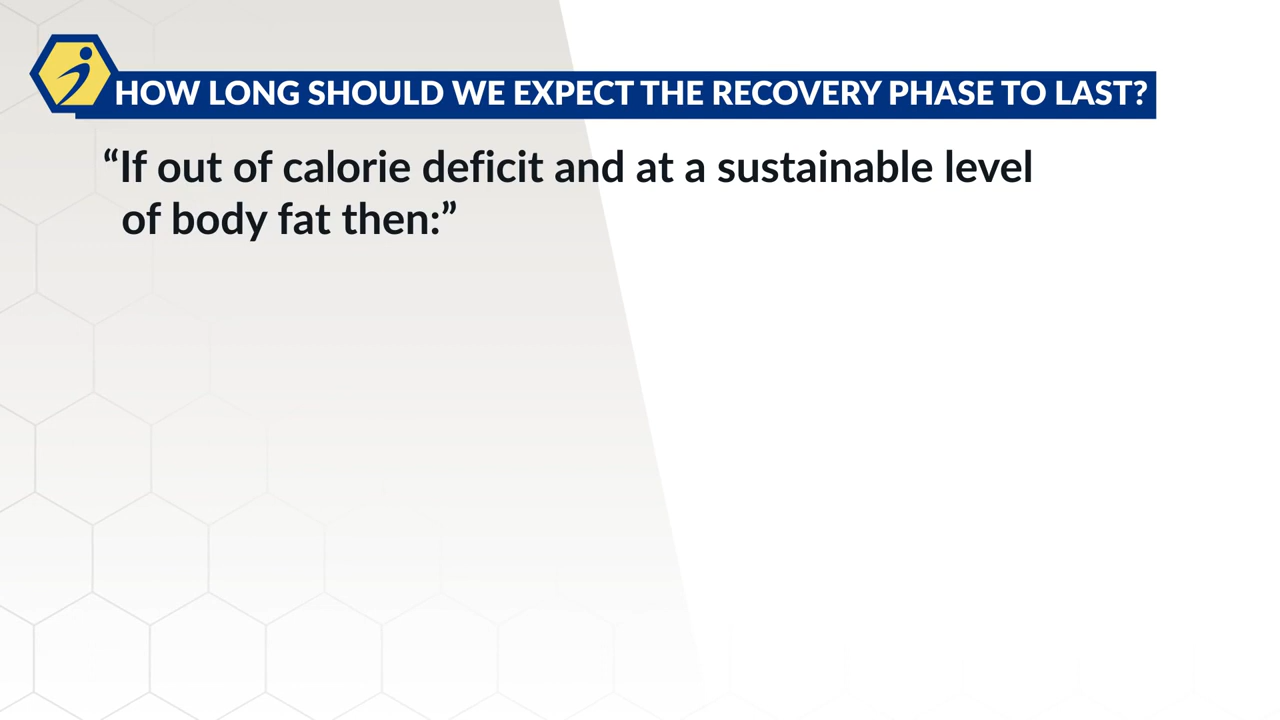 HOW LONG SHOULD WE EXPECT THE RECOVERY PHASE TO LAST?
“If out of calorie deficit and at a sustainable level
of body fat then:”